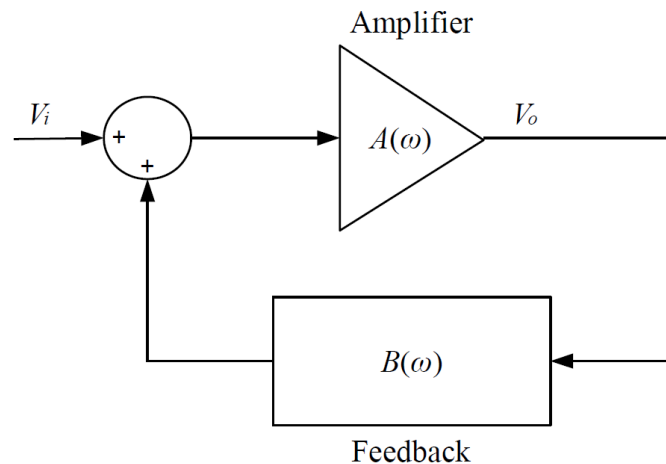 Amplifier
Vi
+
+
A(ω)
Vo
B(ω)
Feedback